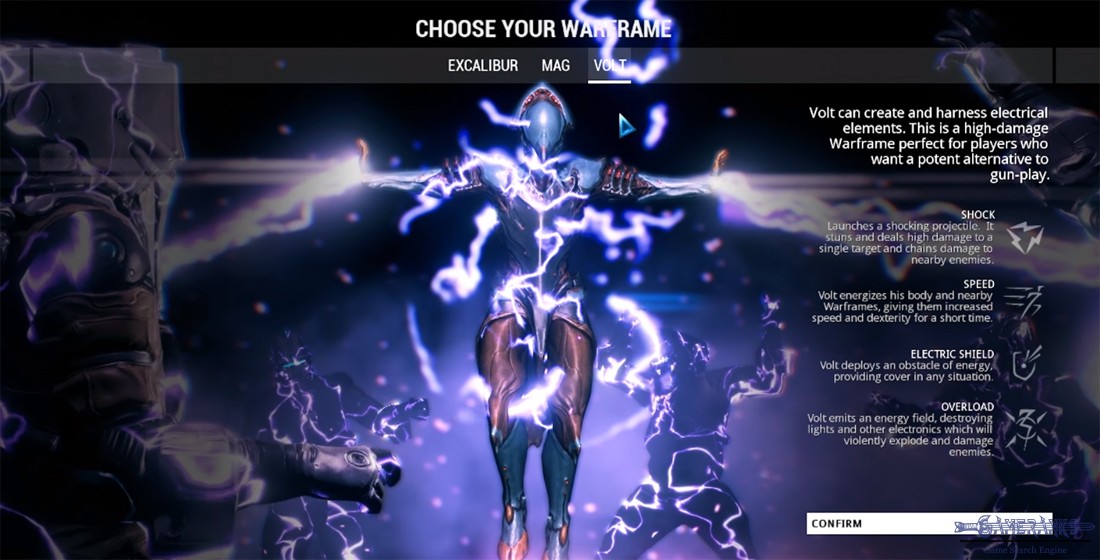 CHOOSE YOUR WARFRAME
EXCALIBUR MAG VOLT
Volt can create and harness electrical
elements. This is a high-damage
Warframe perfect for players who
want a potent alternative to
gun-play.
SHOCK
Launches a shocking projectile. It
stuns and deals high damage to a
single target and chains damage to
nearby enemies.
SPEED
Volt energizes his body and nearby
Warframes, giving them increased
speed and dexterity for a short time.
ELECTRIC SHIELD
Volt deploys an obstacle of energy,
providing cover in any situation.
OVERLOAD
Volt emits an energy field, destroying
lights and other electronics which will
violently explode and damage
enemies.
CONFIRM
GAMERANKS
Game Search Engine